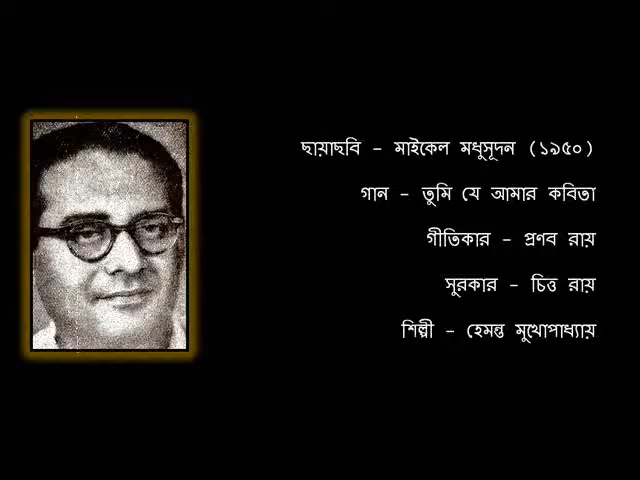 ছায়াছবি - মাইকেল মধুসূদন (১৯৫০)
গান - তুমি যে আমার কবিতা
গীতিকার - প্রণব রায়
সুরকার - চিত্ত রায়
শিল্পী - হেমন্ত মুখোপাধ্যায়